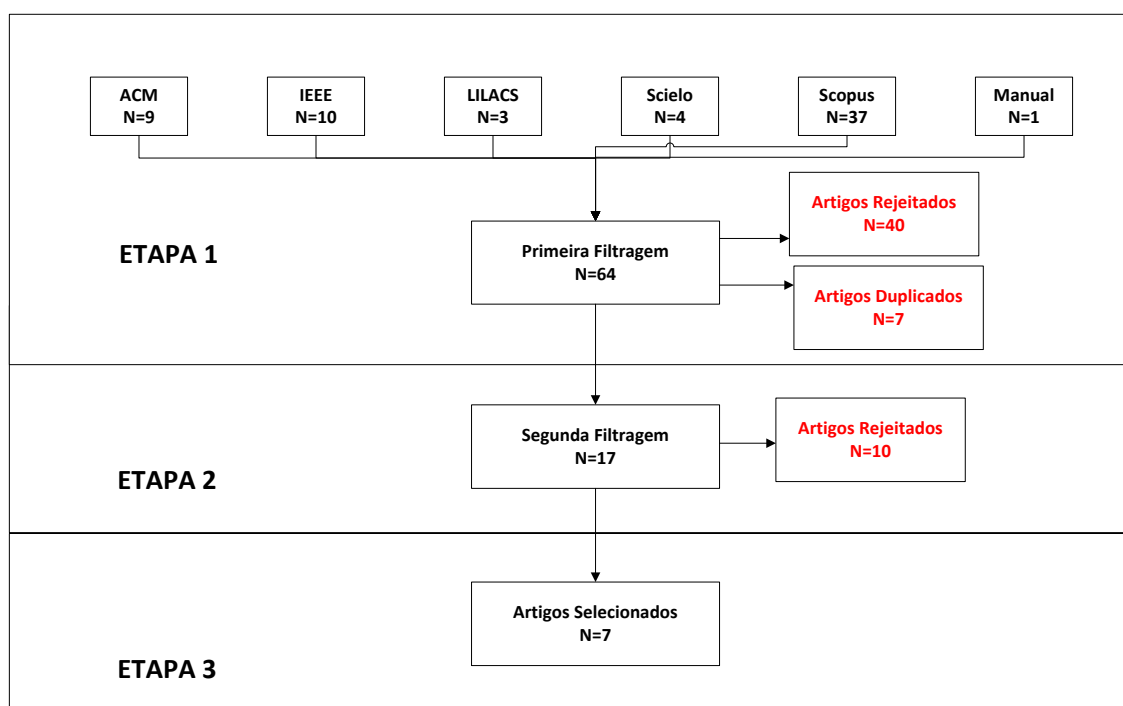 ACM
N=9
IEEE
N=10
LILACS
N=3
Scielo
N=4
Scopus
N=37
Manual
N=1
Artigos Rejeitados
N=40
ETAPA 1
Primeira Filtragem
N=64
Artigos Duplicados
N=7
Segunda Filtragem
N=17
Artigos Rejeitados
N=10
ETAPA 2
Artigos Selecionados
N=7
ETAPA 3